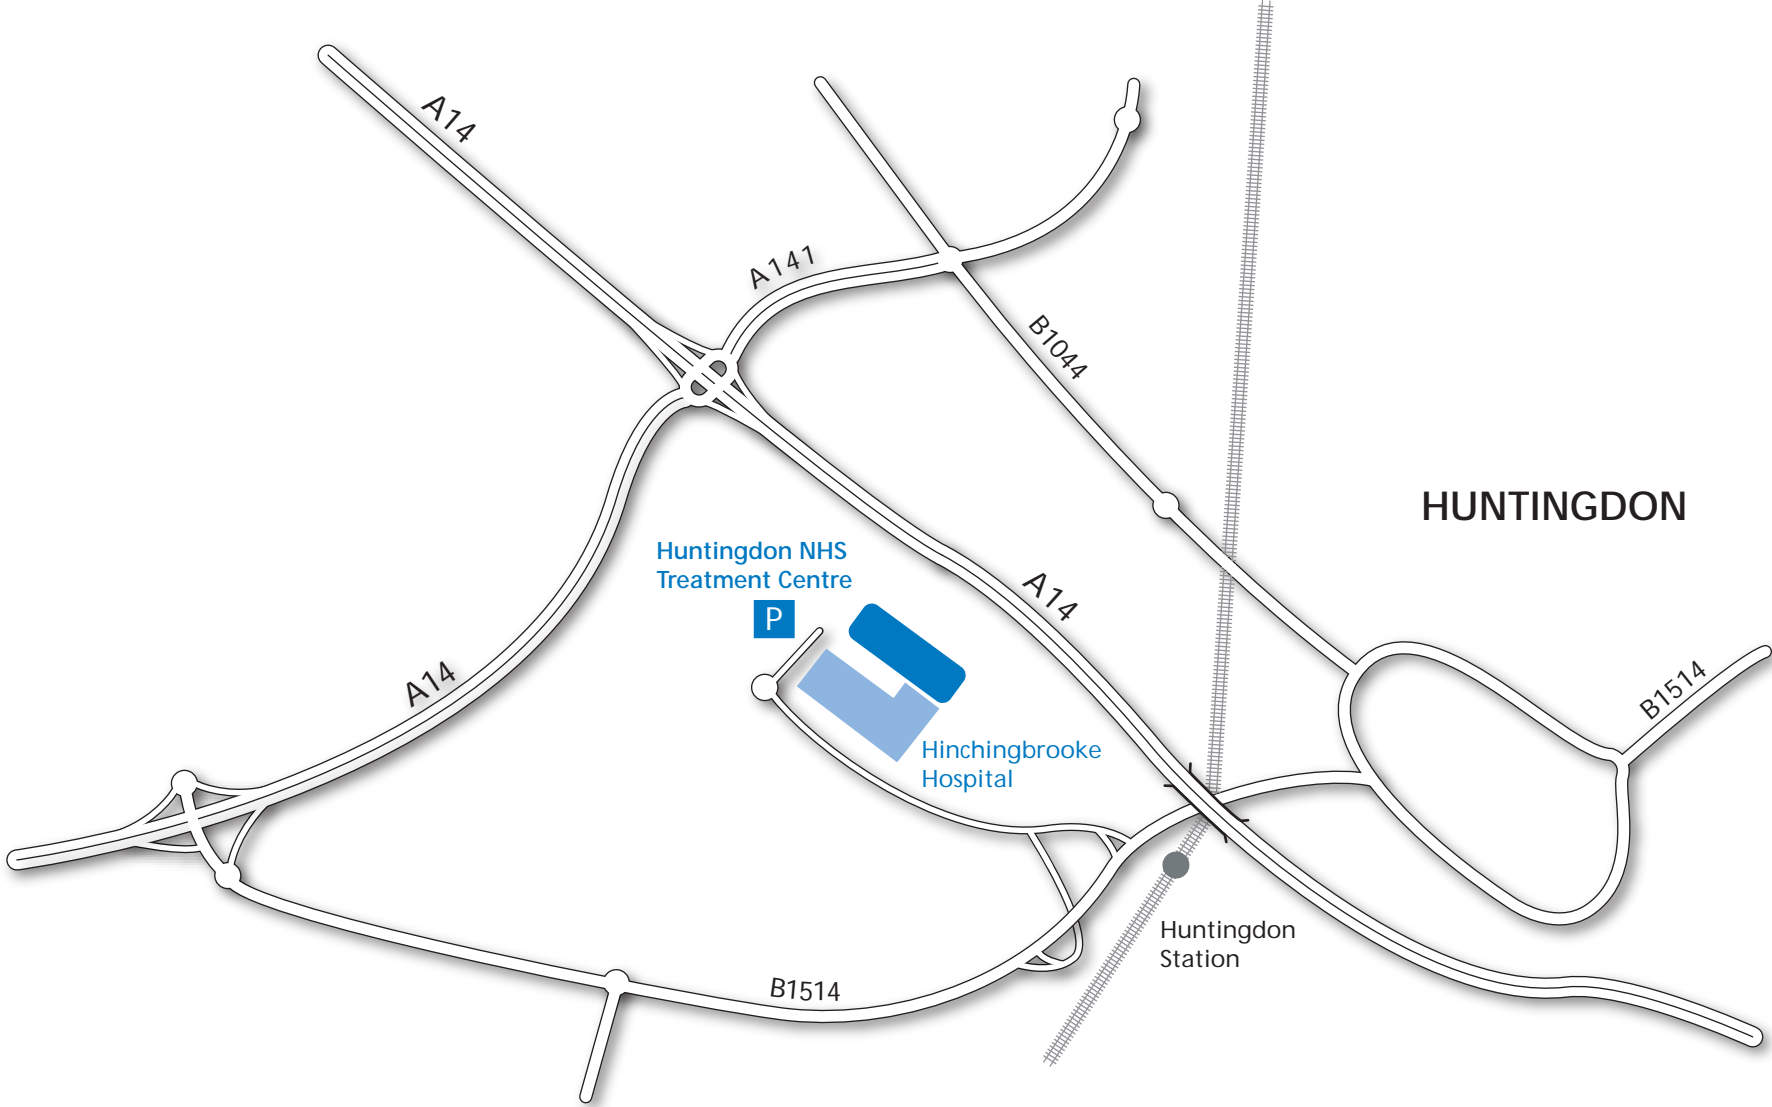 A14
A141
B1044
HUNTINGDON
Huntingdon NHS
Treatment Centre
P
A14
A14
B1514
Hinchingbrooke
Hospital
Huntingdon
Station
B1514